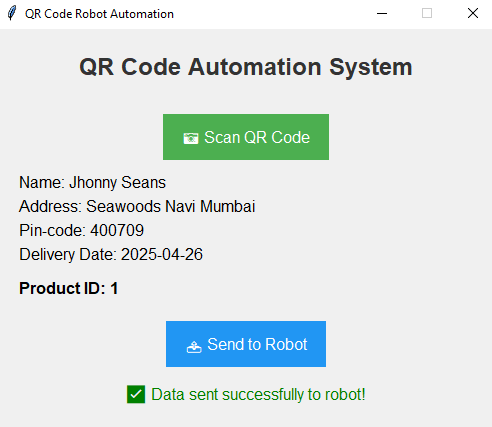 QR Code Robot Automation
QR Code Automation System
Scan QR Code
Name: Jhonny Seans
Address: Seawoods Navi Mumbai
Pin-code: 400709
Delivery Date: 2025-04-26
Product ID: 1
Send to Robot
Data sent successfully to robot!